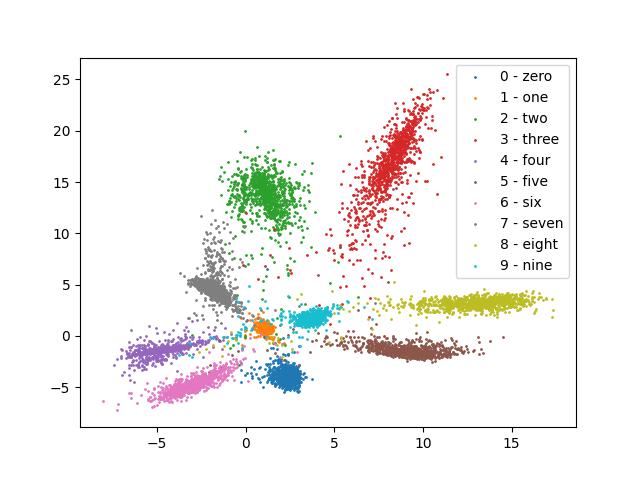 25
20
15
10
5
0
−5
−5
0
5
10
15
0 - zero
1 - one
2 - two
3 - three
4 - four
5 - five
6 - six
7 - seven
8 - eight
9 - nine